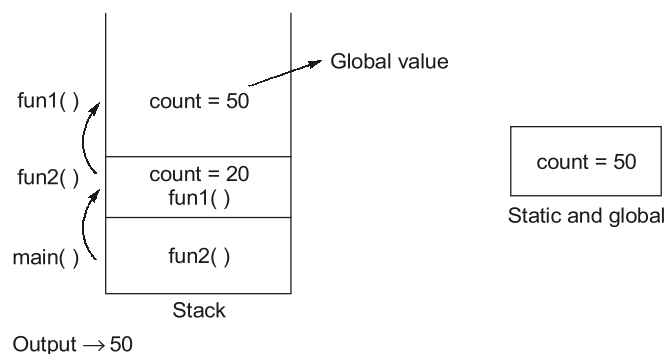 Global value
fun1( )
count = 50
fun2( )
count = 20
fun1( )
count = 50
Static and global
main( )
fun2( )
Stack
Output → 50